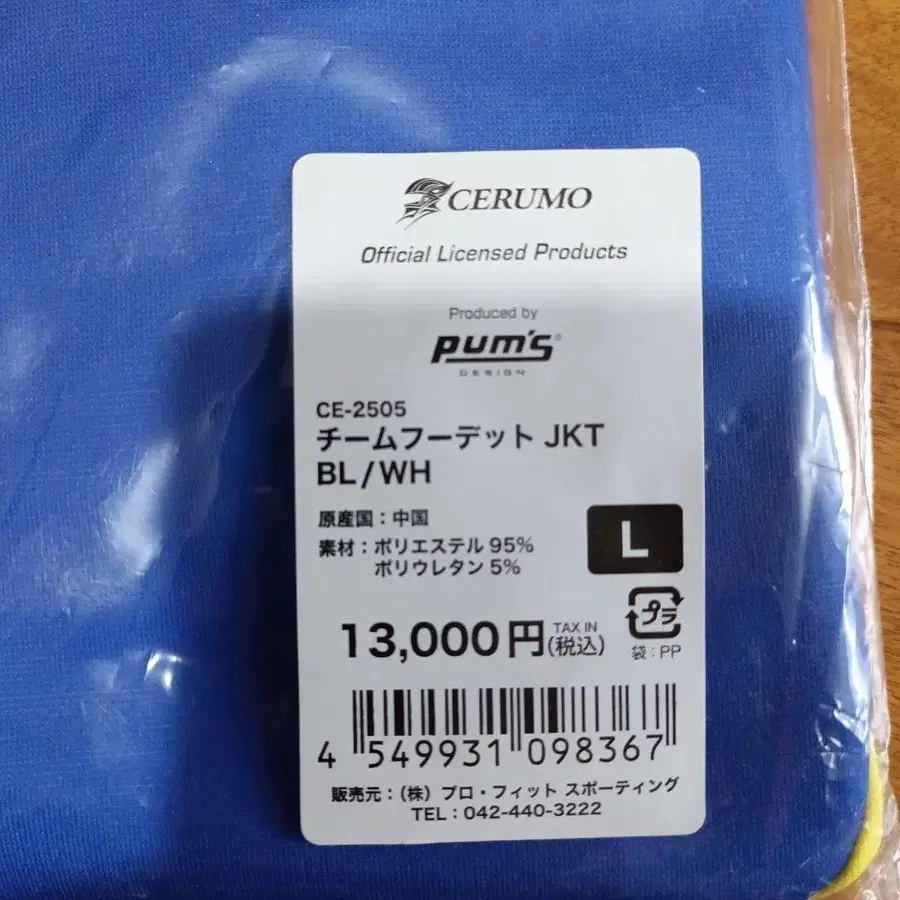 CERUMO
Official Licensed Products
Produced by
pum's
DESIGN
CE-2505
チームフーデット JKT
BL/WH
原産国：中国
素材：ポリエステル 95%
ポリウレタン 5%
L
13,000円 TAX IN (税込)
プラ
袋：PP
4 549931 098367
販売元：（株）プロ・フィット スポーティング
TEL：042-440-3222